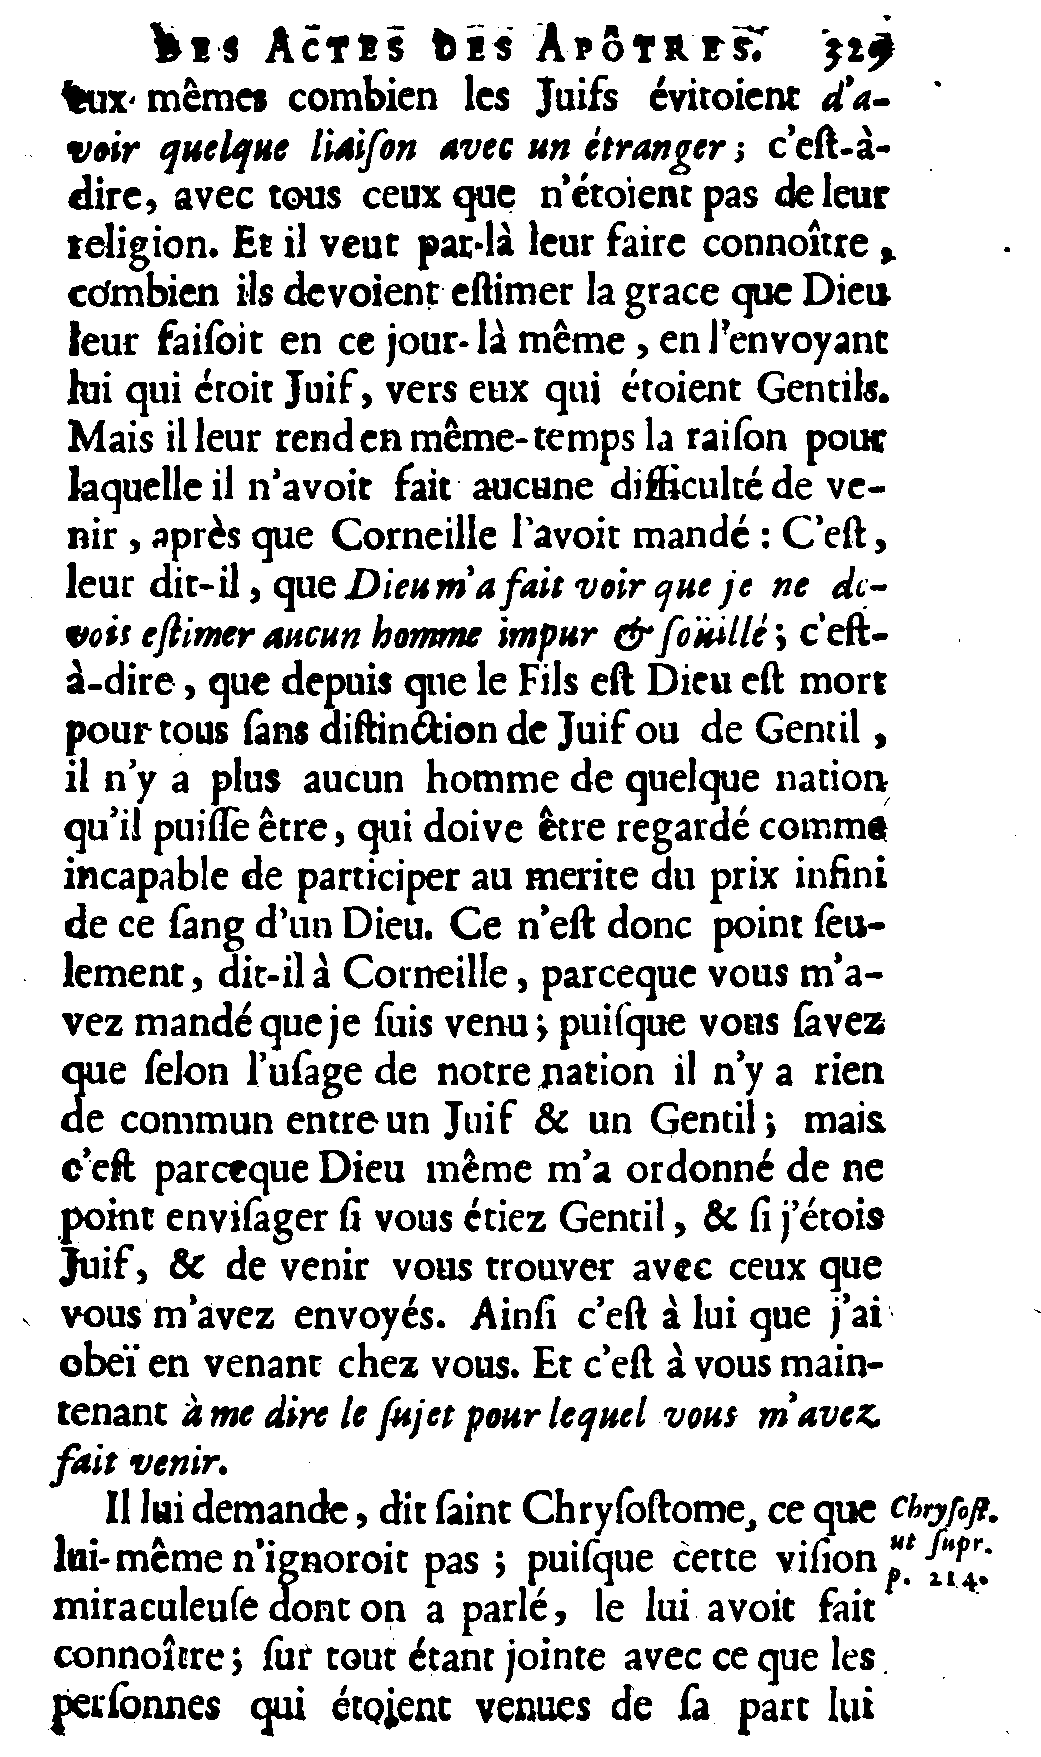 DES ACTES DES APÔTRES. 329
eux-mêmes combien les Juifs évitoient d'a-
voir quelque liaiſon avec un étranger; c'eſt-à-
dire, avec tous ceux que n'étoient pas de leur
religion. Et il veut par-là leur faire connoître,
combien ils devoient eſtimer la grace que Dieu
leur faiſoit en ce jour-là même, en l'envoyant
lui qui étoit Juif, vers eux qui étoient Gentils.
Mais il leur rend en même-temps la raiſon pour
laquelle il n'avoit fait aucune difficulté de ve-
nir, après que Corneille l'avoit mandé : C'eſt,
leur dit-il, que Dieu m'a fait voir que je ne de-
vois eſtimer aucun homme impur & ſoüillé; c'eſt-
à-dire, que depuis que le Fils eſt Dieu eſt mort
pour tous ſans diſtinction de Juif ou de Gentil,
il n'y a plus aucun homme de quelque nation
qu'il puiſſe être, qui doive être regardé comme
incapable de participer au merite du prix infini
de ce ſang d'un Dieu. Ce n'eſt donc point ſeu-
lement, dit-il à Corneille, parceque vous m'a-
vez mandé que je ſuis venu; puiſque vous ſavez
que ſelon l'uſage de notre nation il n'y a rien
de commun entre un Juif & un Gentil; mais
c'eſt parceque Dieu même m'a ordonné de ne
point enviſager ſi vous étiez Gentil, & ſi j'étois
Juif, & de venir vous trouver avec ceux que
vous m'avez envoyés. Ainſi c'eſt à lui que j'ai
obeï en venant chez vous. Et c'eſt à vous main-
tenant à me dire le ſujet pour lequel vous m'avez
fait venir.
Il lui demande, dit ſaint Chryſoſtome, ce que
lui-même n'ignoroit pas ; puiſque cette viſion
miraculeuſe dont on a parlé, le lui avoit fait
connoître; ſur tout étant jointe avec ce que les
perſonnes qui étoient venues de ſa part lui
Chryſoſt.
ut ſupr.
p. 214.